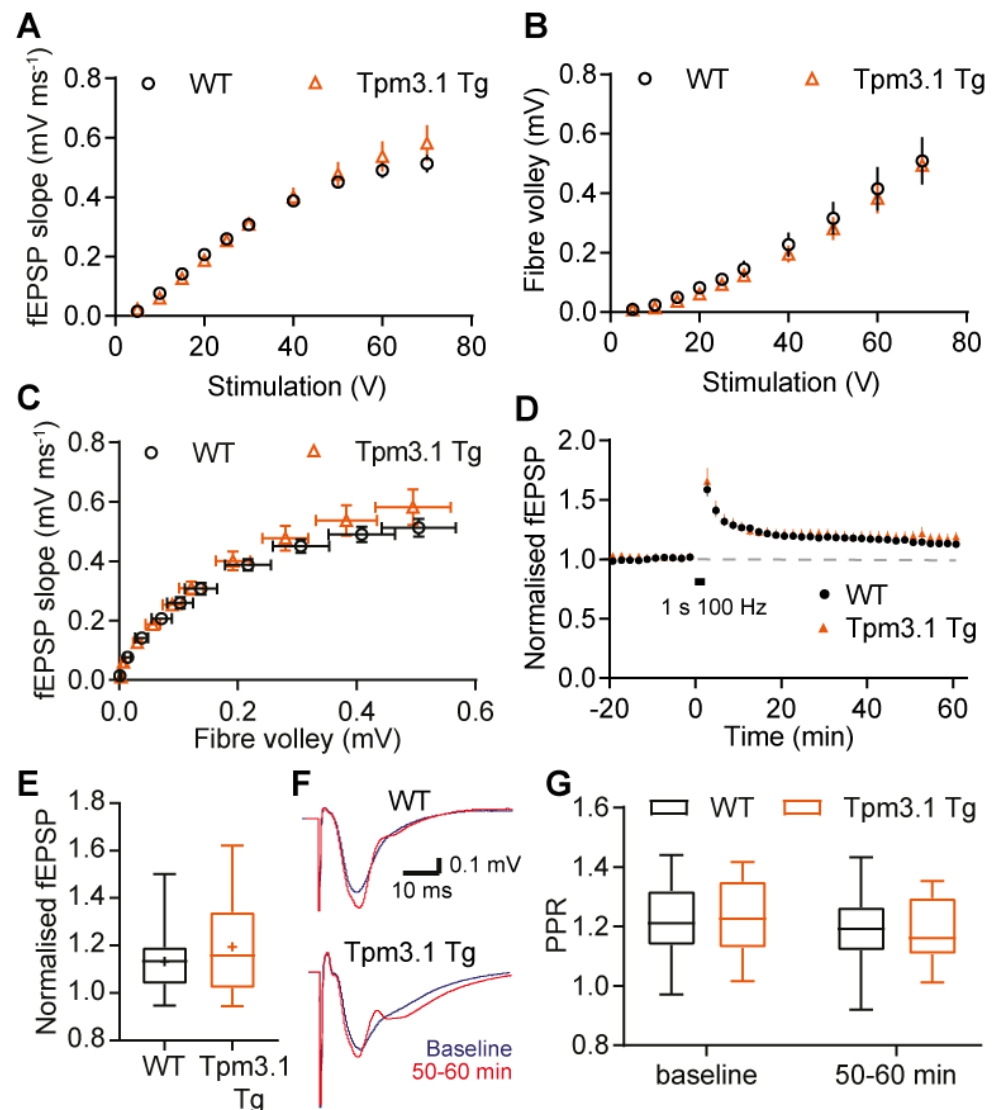 A
fEPSP slope (mV ms⁻¹)
WT
Tpm3.1 Tg
0.8
0.6
0.4
0.2
0.0
0 20 40 60 80
Stimulation (V)
B
Fibre volley (mV)
WT
Tpm3.1 Tg
0.8
0.6
0.4
0.2
0.0
0 20 40 60 80
Stimulation (V)
C
fEPSP slope (mV ms⁻¹)
WT
Tpm3.1 Tg
0.8
0.6
0.4
0.2
0.0
0.0 0.2 0.4 0.6
Fibre volley (mV)
D
Normalised fEPSP
2.0
1.5
1.0
0.5
0.0
1 s 100 Hz
WT
Tpm3.1 Tg
-20 0 20 40 60
Time (min)
E
Normalised fEPSP
1.8
1.6
1.4
1.2
1.0
0.8
WT
Tpm3.1
Tg
F
WT
0.1 mV
10 ms
Tpm3.1 Tg
Baseline
50-60 min
G
PPR
WT
Tpm3.1 Tg
1.6
1.4
1.2
1.0
0.8
baseline
50-60 min